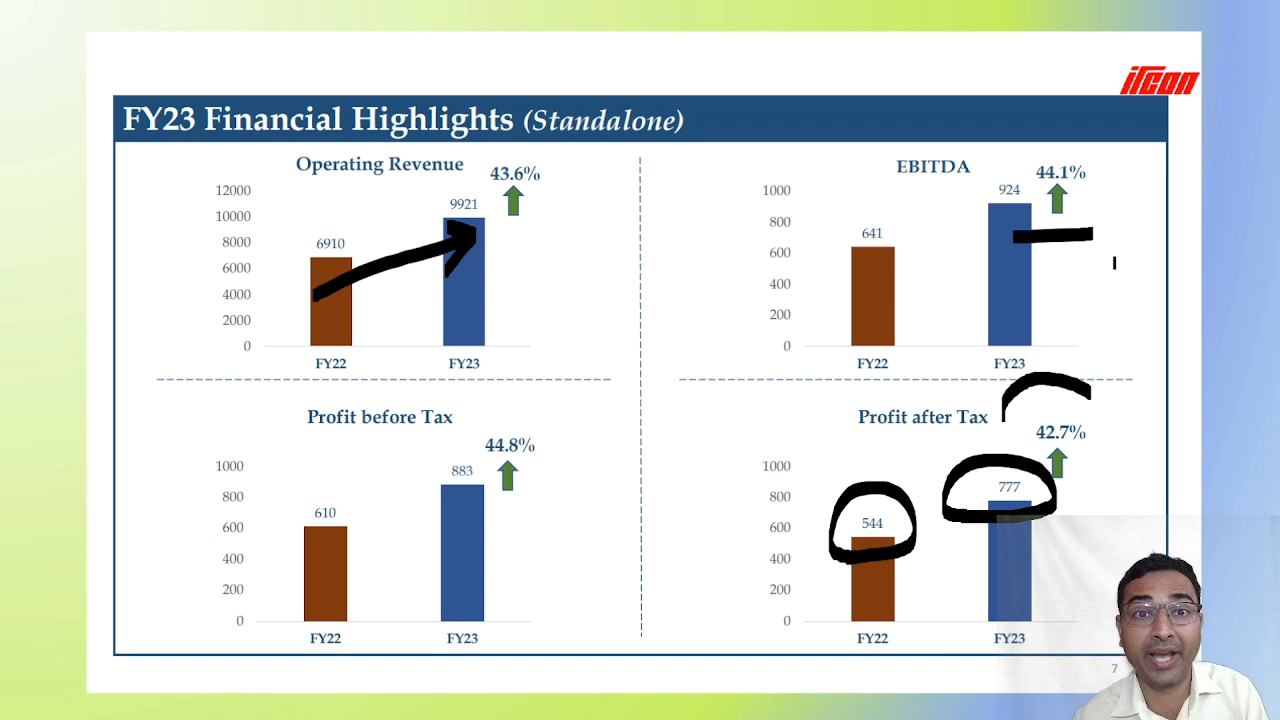 ircon
FY23 Financial Highlights (Standalone)
Operating Revenue
43.6%
12000
10000
8000
6000
4000
2000
0
6910
9921
FY22
FY23
EBITDA
44.1%
1000
800
600
400
200
0
641
924
FY22
FY23
Profit before Tax
44.8%
1000
800
600
400
200
0
610
883
FY22
FY23
Profit after Tax
42.7%
1000
800
600
400
200
0
544
777
FY22
FY23
7